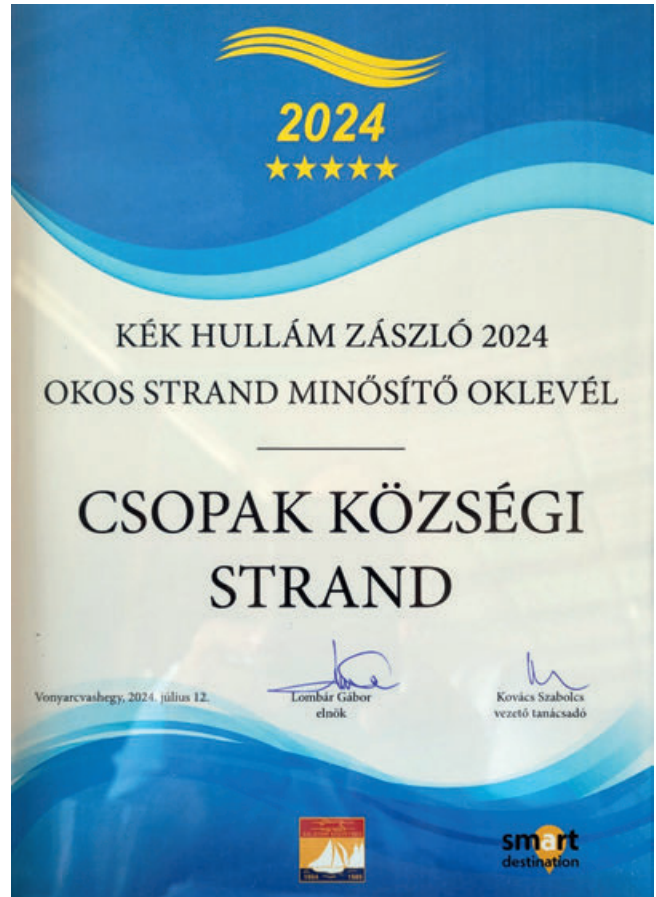 2024
KÉK HULLÁM ZÁSZLÓ 2024
OKOS STRAND MINŐSÍTŐ OKLEVÉL
CSOPAK KÖZSÉGI
STRAND
Vonyarcvashegy, 2024. július 12.
Lombár Gábor
elnök
Kovács Szabolcs
vezető tanácsadó
smart
destination